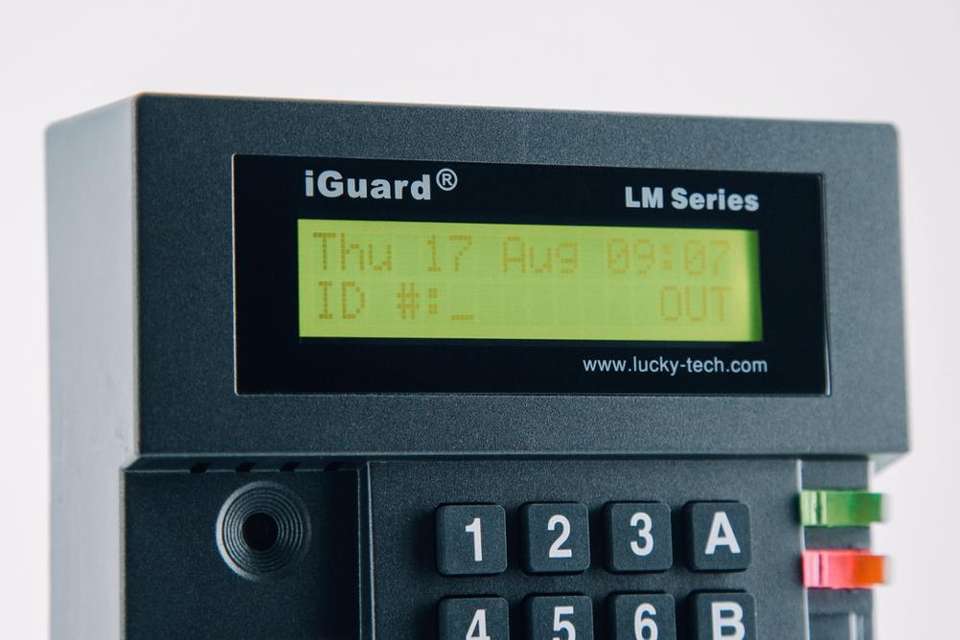 iGuard®
LM Series
Thu 17 Aug 09:07
ID #:_ OUT
www.lucky-tech.com
1 2 3 A
4 5 6 B